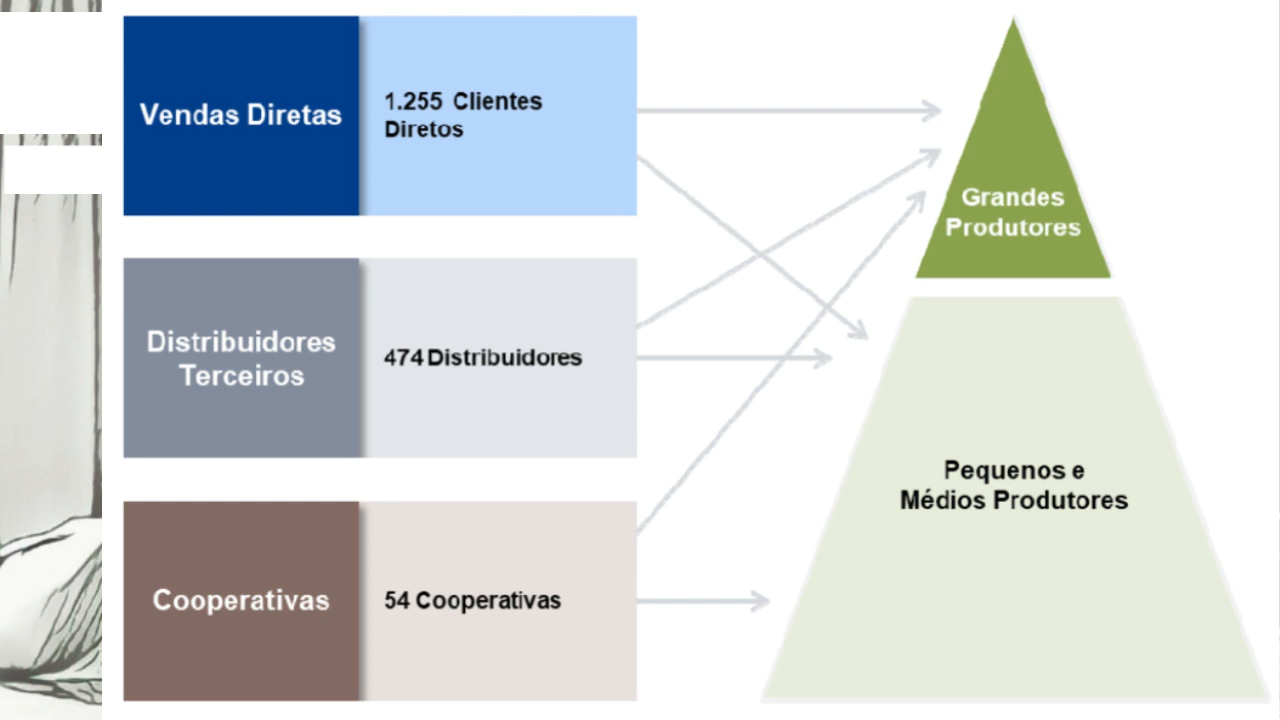 Vendas Diretas
1.255 Clientes
Diretos
Distribuidores
Terceiros
474 Distribuidores
Cooperativas
54 Cooperativas
Grandes
Produtores
Pequenos e
Médios Produtores